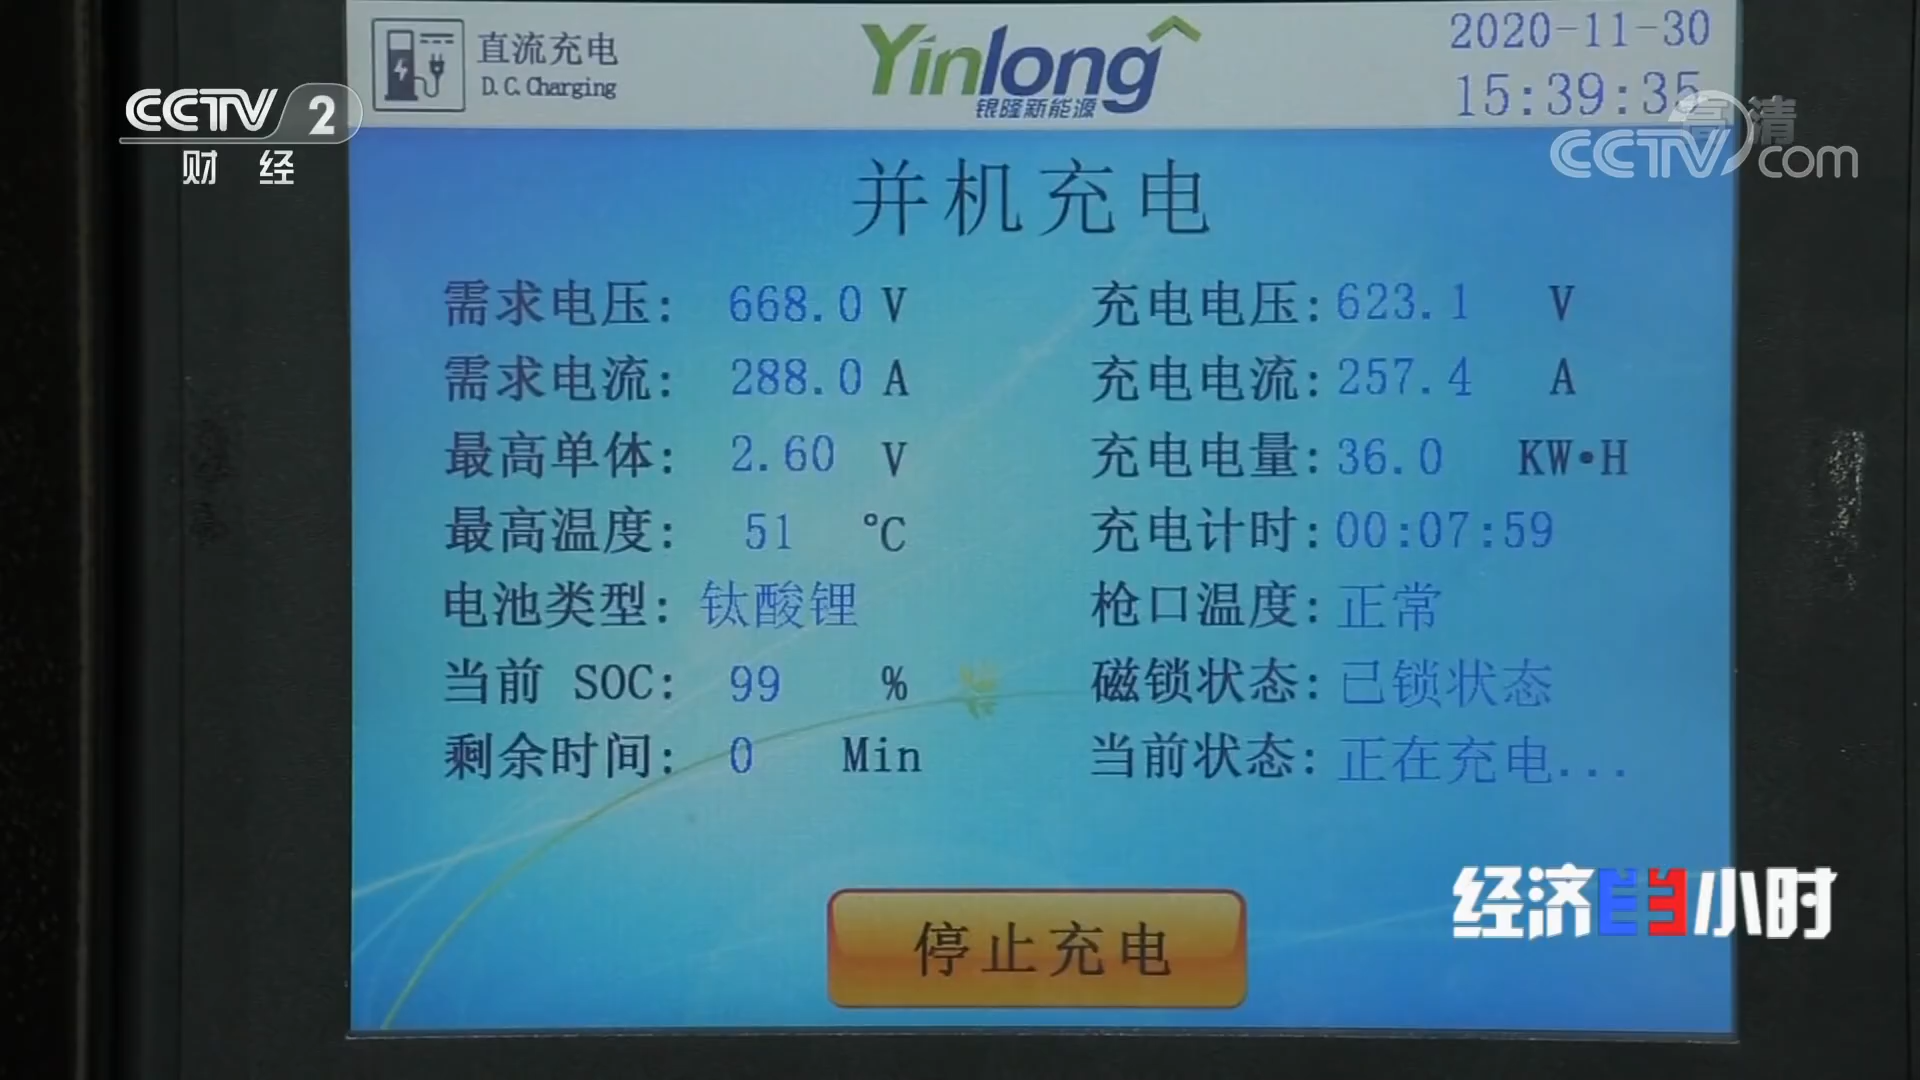 直流充电
D.C.Charging
Yinlong
银隆新能源
2020-11-30
15:39:35
CCTV 2
财 经
高清
CCTV.com
并机充电
需求电压: 668.0 V
充电电压: 623.1 V
需求电流: 288.0 A
充电电流: 257.4 A
最高单体: 2.60 V
充电电量: 36.0 KW•H
最高温度: 51 ℃
充电计时: 00:07:59
电池类型: 钛酸锂
枪口温度: 正常
当前 SOC: 99 %
磁锁状态: 已锁状态
剩余时间: 0 Min
当前状态: 正在充电...
经济半小时
停止充电